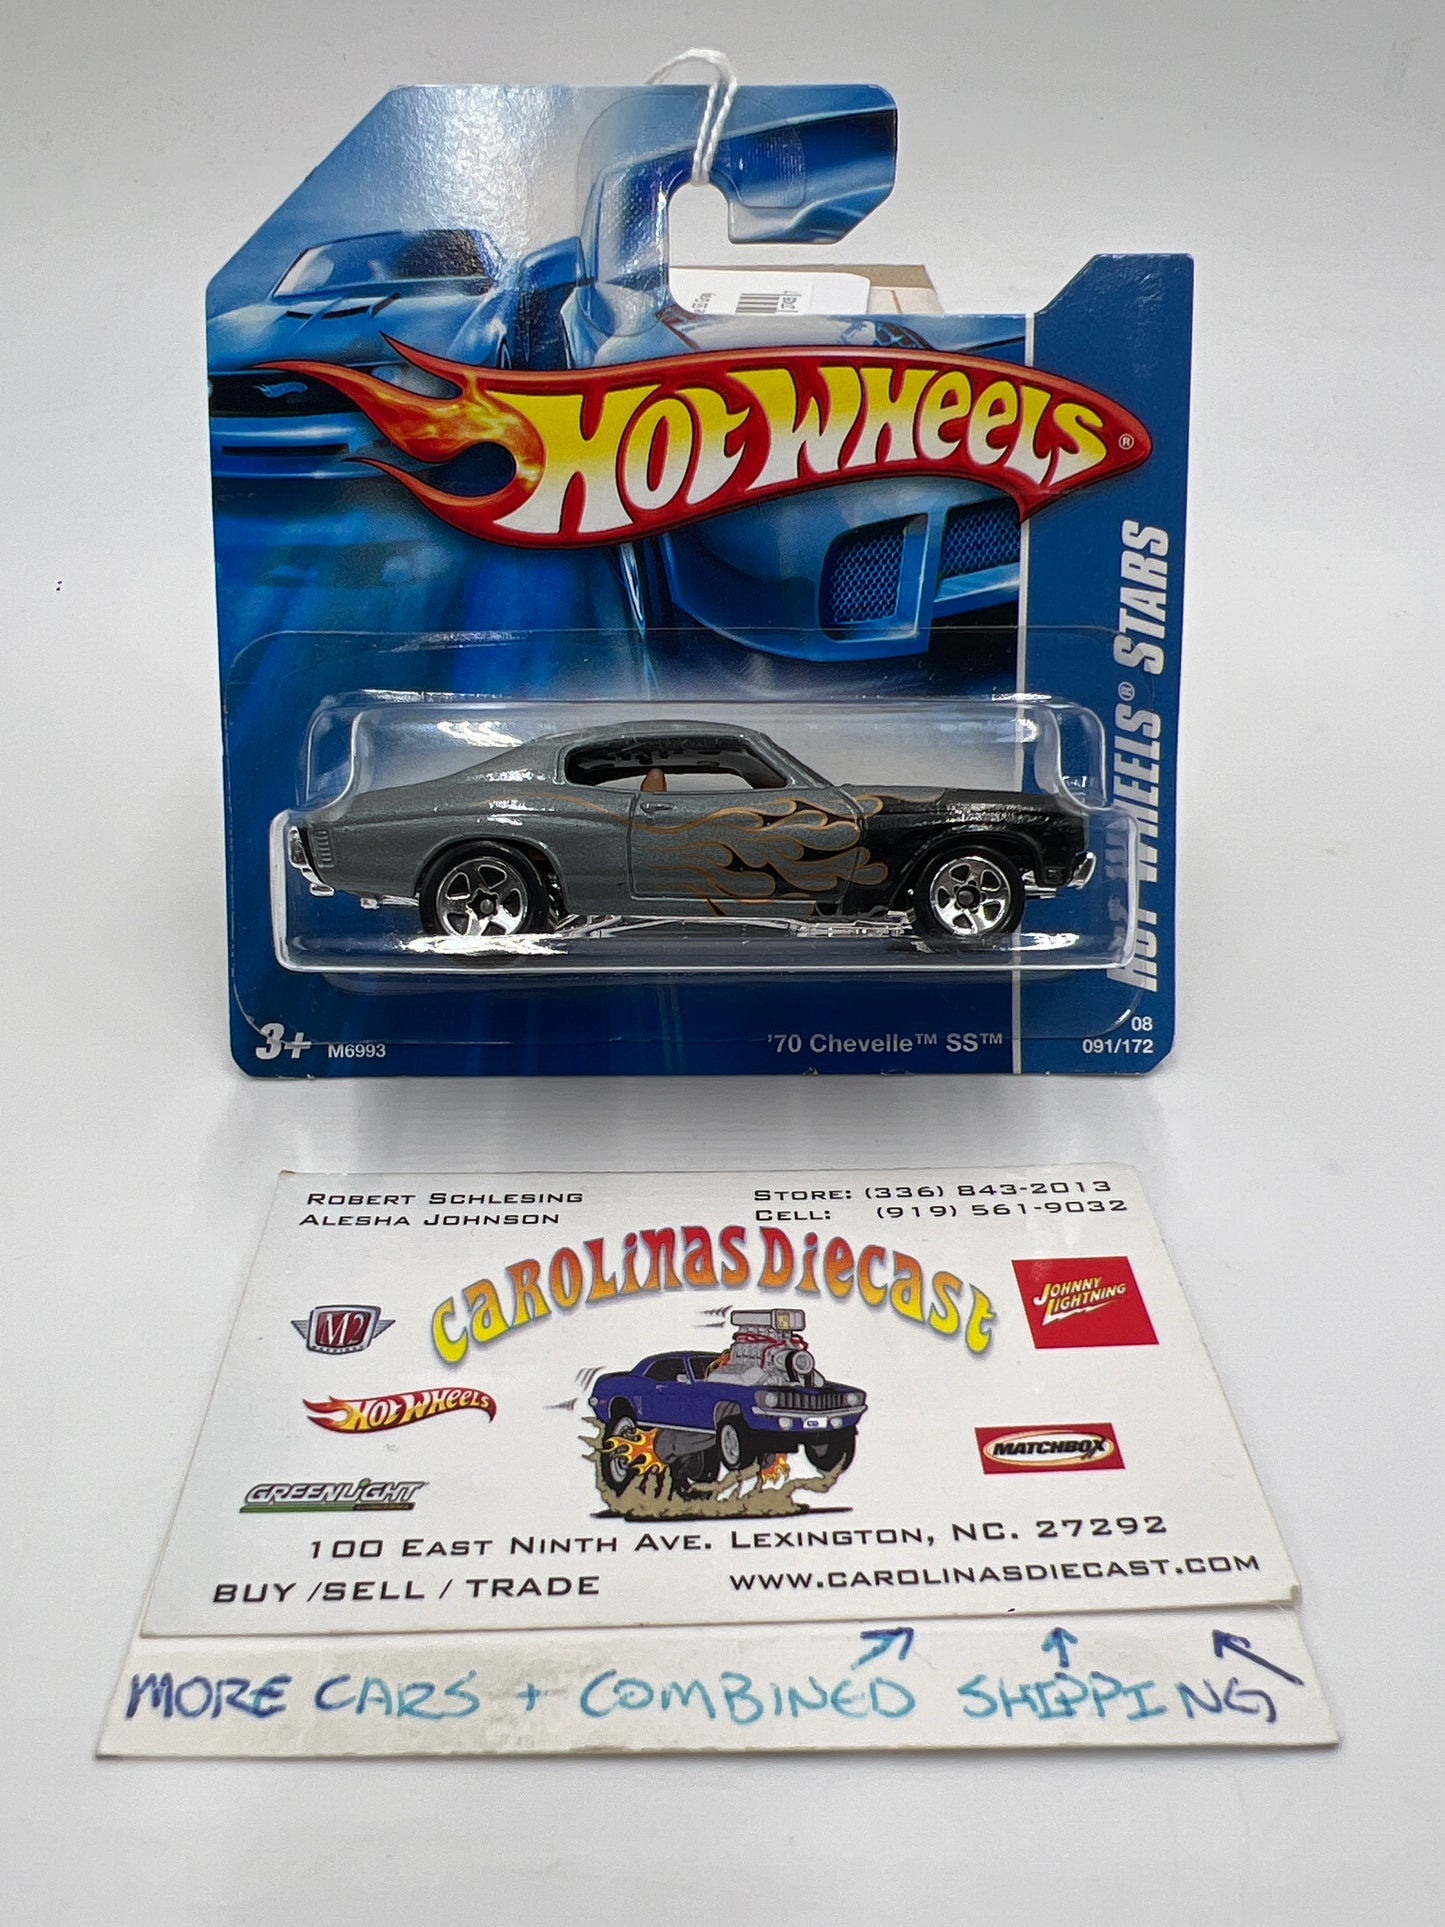 HOT WHEELS®
HOT WHEELS® STARS
3+ M6993
'70 Chevelle™ SS™
08
091/172
ROBERT SCHLESING
ALESHA JOHNSON
STORE: (336) 843-2013
CELL: (919) 561-9032
CAROLINAS DIECAST
M2
HOT WHEELS
GREENLIGHT
JOHNNY
LIGHTNING
MATCHBOX
100 EAST NINTH AVE. LEXINGTON, NC. 27292
BUY /SELL / TRADE
WWW.CAROLINASDIECAST.COM
MORE CARS + COMBINED SHIPPING